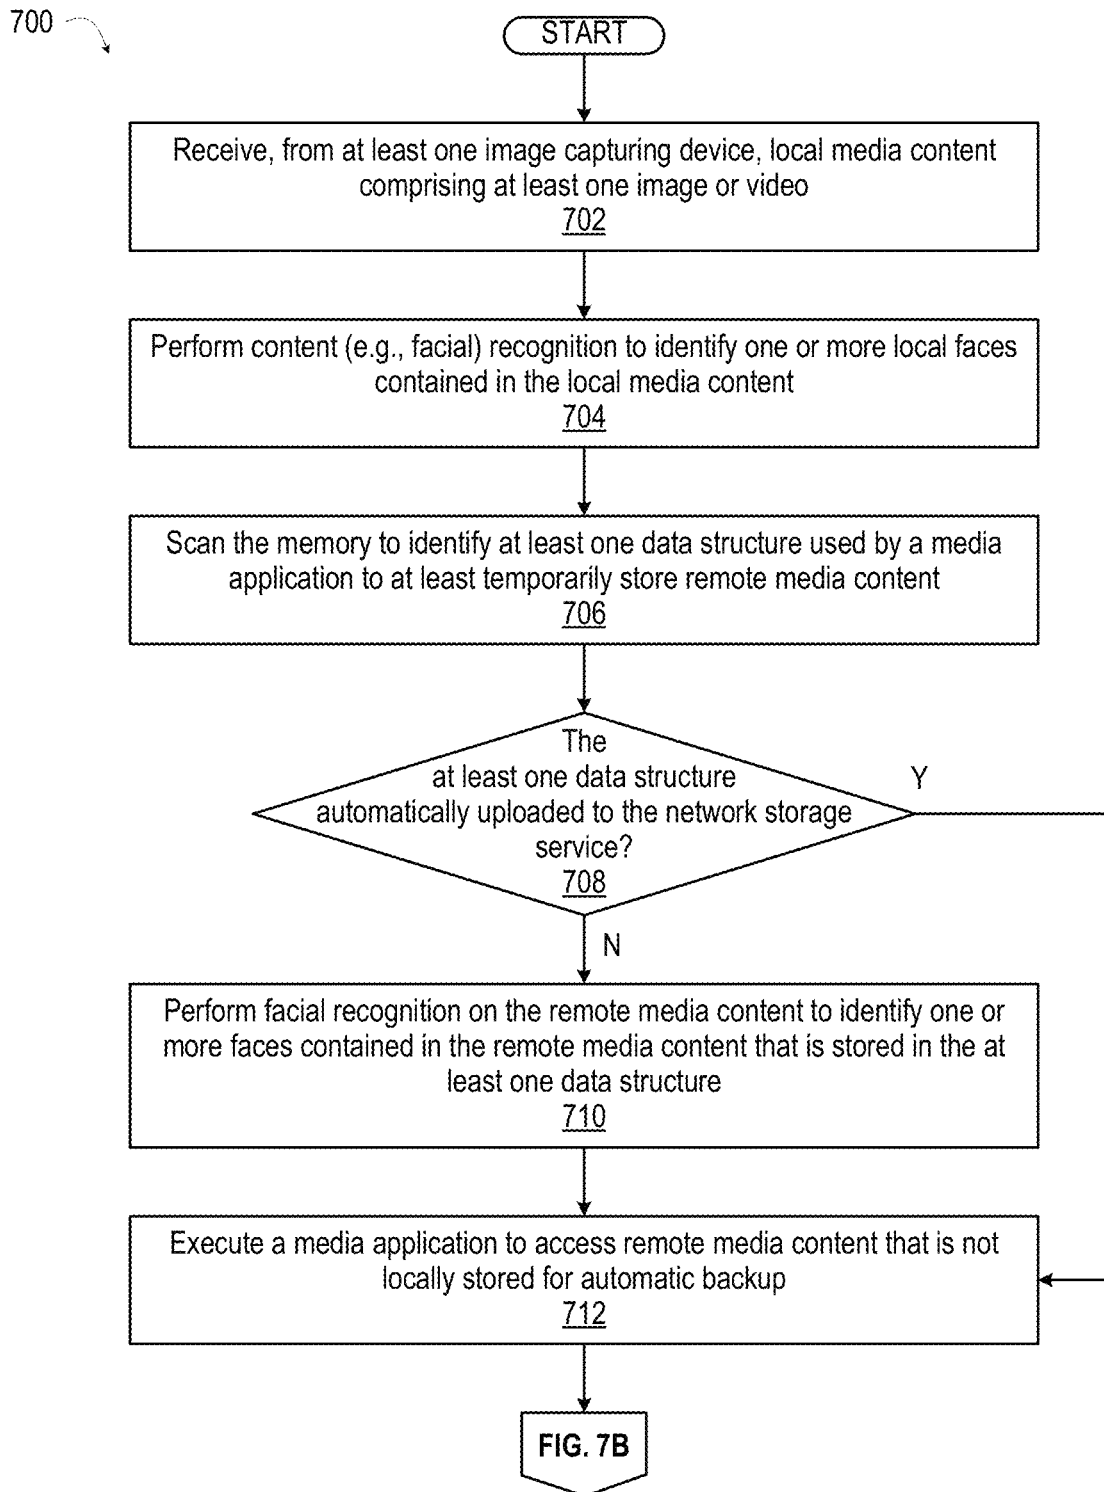 700
START
Receive, from at least one image capturing device, local media content
comprising at least one image or video
702
Perform content (e.g., facial) recognition to identify one or more local faces
contained in the local media content
704
Scan the memory to identify at least one data structure used by a media
application to at least temporarily store remote media content
706
The
at least one data structure
automatically uploaded to the network storage
service?
708
Y
N
Perform facial recognition on the remote media content to identify one or
more faces contained in the remote media content that is stored in the at
least one data structure
710
Execute a media application to access remote media content that is not
locally stored for automatic backup
712
FIG. 7B